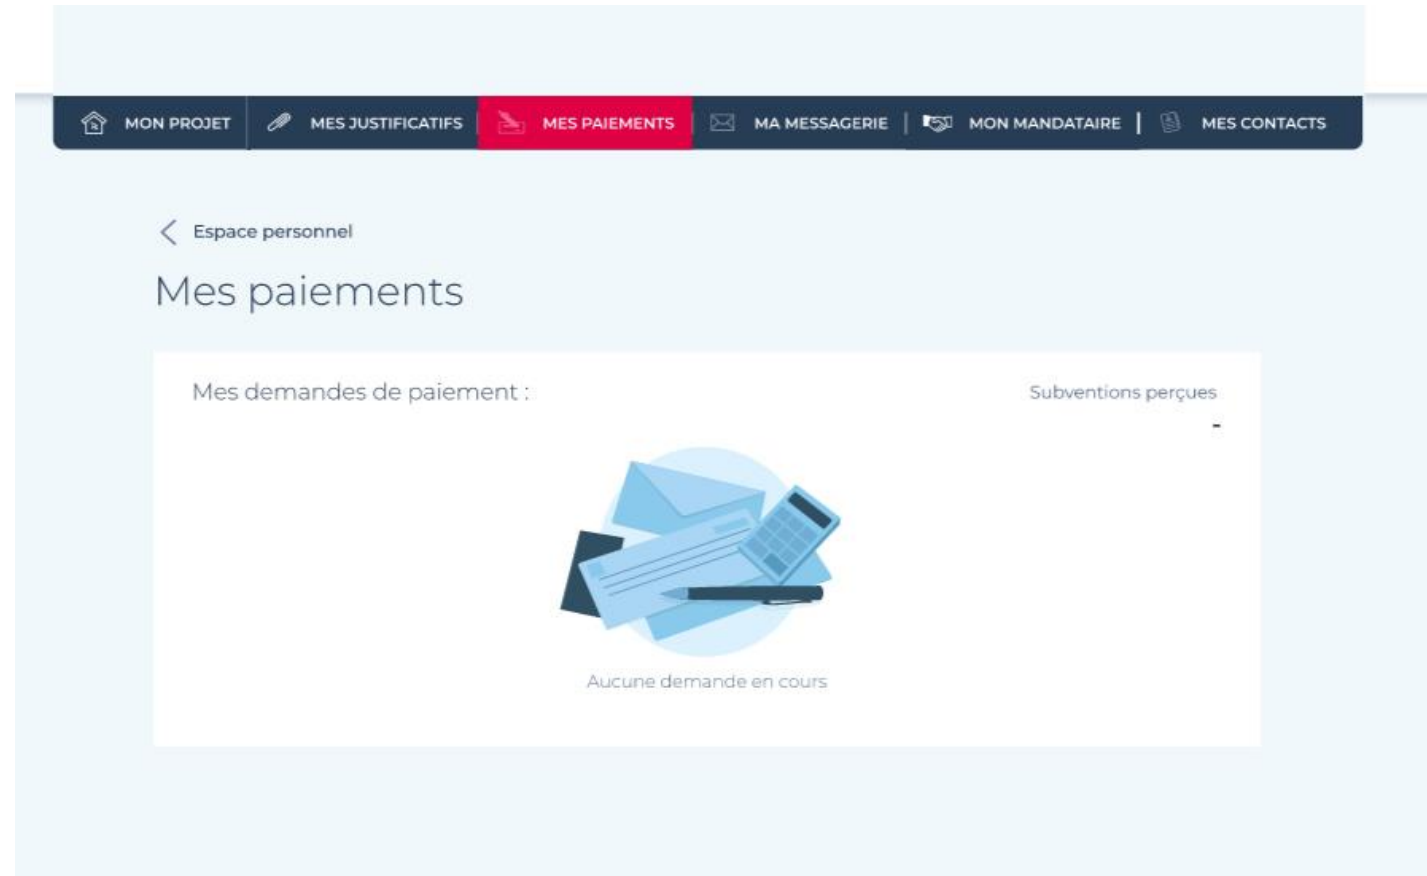 MON PROJET MES JUSTIFICATIFS MES PAIEMENTS MA MESSAGERIE MON MANDATAIRE MES CONTACTS
Espace personnel
Mes paiements
Mes demandes de paiement : Subventions perçues
-
Aucune demande en cours